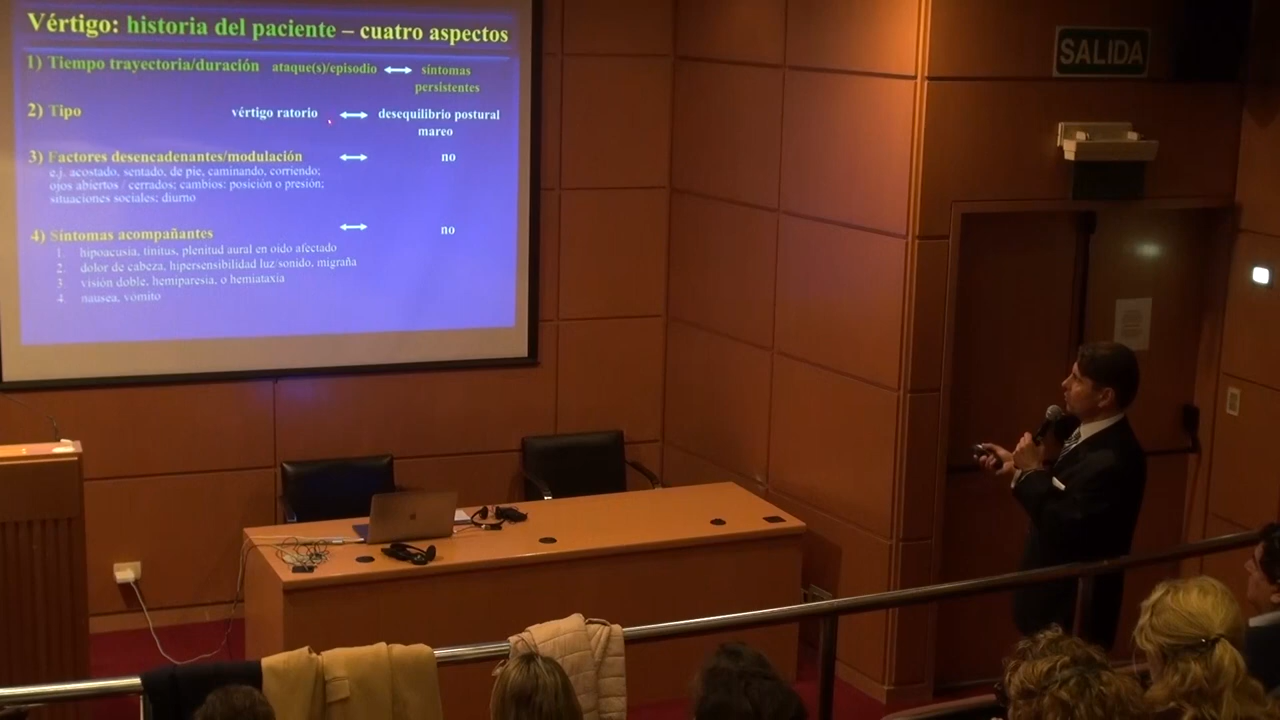 Vértigo: historia del paciente – cuatro aspectos
1) Tiempo trayectoria/duración ataque(s)/episodio ⟷ síntomas
persistentes
2) Tipo vértigo ratorio ⟷ desequilibrio postural
mareo
3) Factores desencadenantes/modulación ⟷ no
e.j. acostado, sentado, de pie, caminando, corriendo;
ojos abiertos / cerrados; cambios: posición o presión;
situaciones sociales; diurno
4) Síntomas acompañantes ⟷ no
1. hipoacusia, tinitus, plenitud aural en oido afectado
2. dolor de cabeza, hipersensibilidad luz/sonido, migraña
3. visión doble, hemiparesia, o hemiataxia
4. nausea, vómito
SALIDA